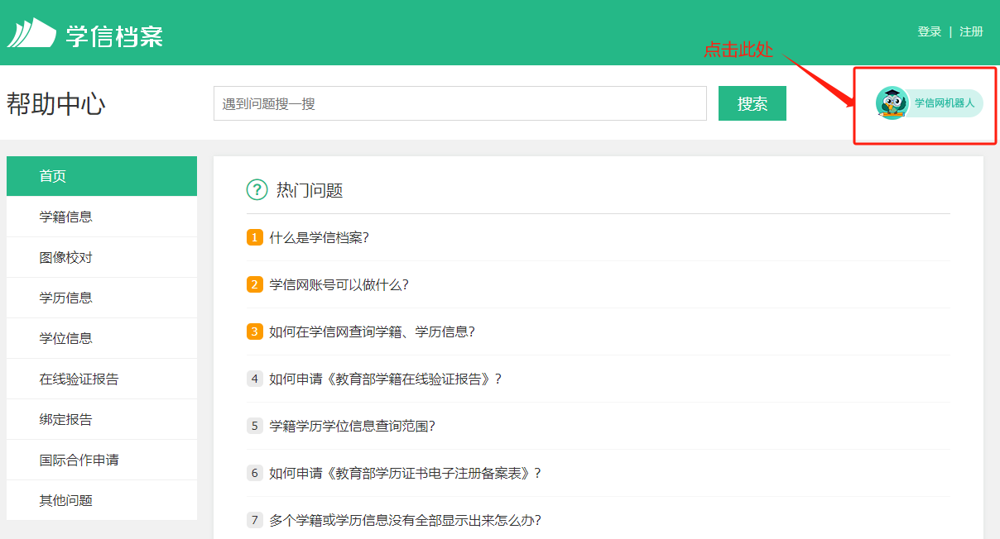 学信档案
登录 | 注册
点击此处
帮助中心
遇到问题搜一搜
搜索
学信网机器人
首页
学籍信息
图像校对
学历信息
学位信息
在线验证报告
绑定报告
国际合作申请
其他问题
? 热门问题
1 什么是学信档案?
2 学信网账号可以做什么?
3 如何在学信网查询学籍、学历信息?
4 如何申请《教育部学籍在线验证报告》?
5 学籍学历学位信息查询范围?
6 如何申请《教育部学历证书电子注册备案表》?
7 多个学籍或学历信息没有全部显示出来怎么办?